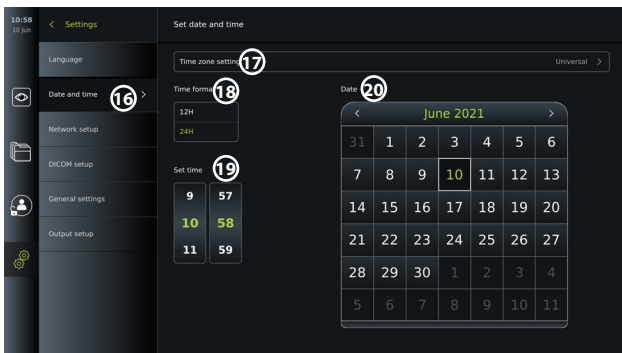 10:58
10 Jun
< Settings
Set date and time
Language
Time zone setting 17
Universal >
Date and time 16 >
Time forma 18
Date 20
12H
24H
< June 2021 >
Network setup
31 1 2 3 4 5 6
DICOM setup
Set time 19
7 8 9 10 11 12 13
General settings
9 57
14 15 16 17 18 19 20
10 58
Output setup
21 22 23 24 25 26 27
11 59
28 29 30 1 2 3 4
5 6 7 8 9 10 11